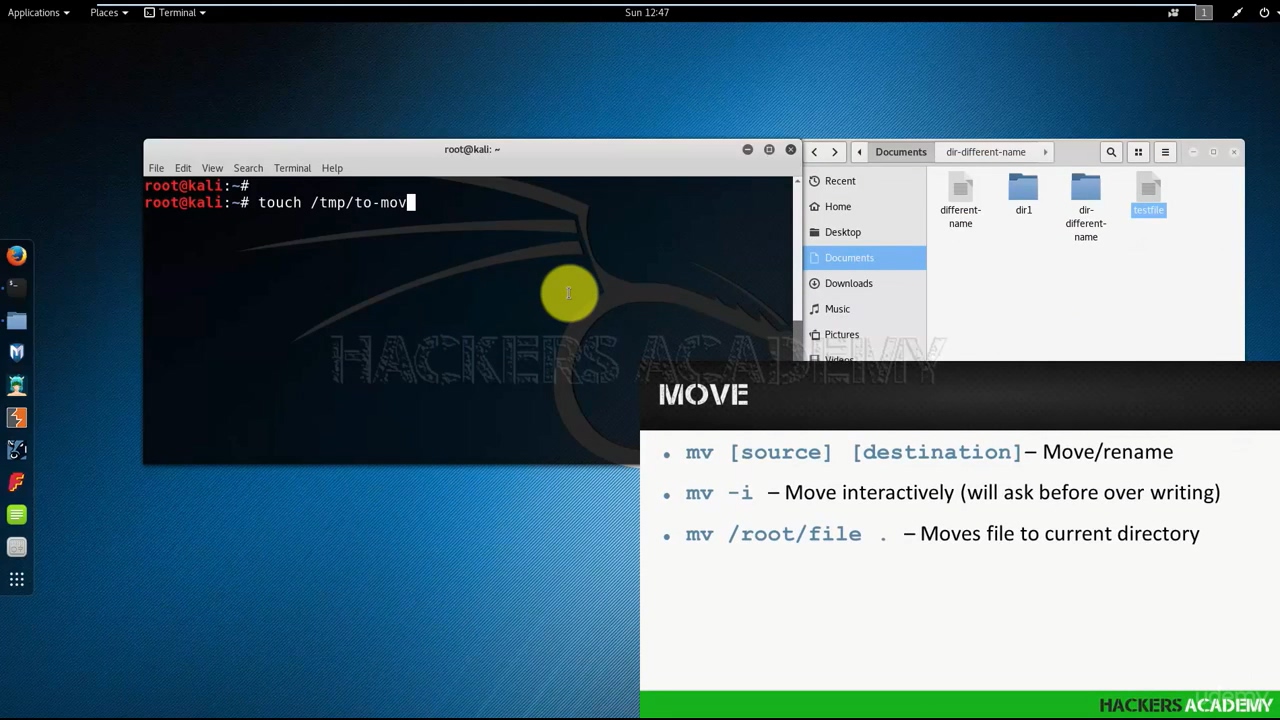 Applications Places Terminal Sun 12:47 1
root@kali: ~
File Edit View Search Terminal Help
root@kali:~#
root@kali:~# touch /tmp/to-mov
Documents dir-different-name
Recent
Home
Desktop
Documents
Downloads
Music
Pictures
Videos
different-
name
dir1
dir-
different-
name
testfile
HACKERS ACADEMY
MOVE
• mv [source] [destination]– Move/rename
• mv -i – Move interactively (will ask before over writing)
• mv /root/file . – Moves file to current directory
HACKERS ACADEMY
udemy